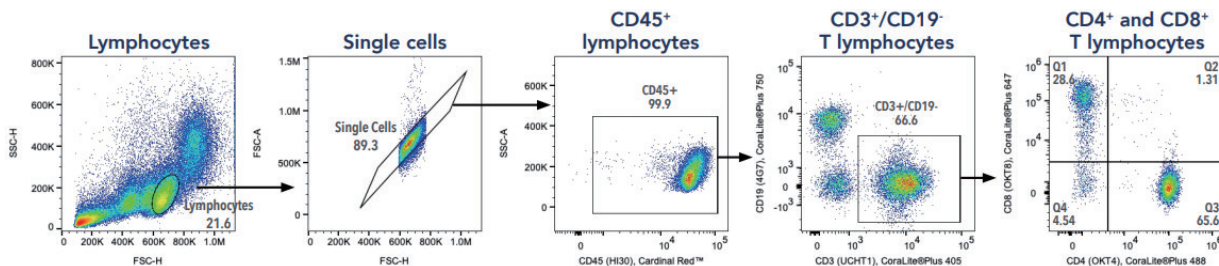 Lymphocytes
800K
600K
400K
200K
0
SSC-H
Lymphocytes
21.6
0
200K
400K
600K
800K
1.0M
FSC-H
Single cells
1.5M
1.0M
500K
0
FSC-A
Single Cells
89.3
0
200K
400K
600K
800K
1.0M
FSC-H
CD45⁺
lymphocytes
800K
600K
400K
200K
0
SSC-A
CD45+
99.9
0
10⁴
10⁵
CD45 (HI30), Cardinal Red™
CD3⁺/CD19⁻
T lymphocytes
10⁵
10⁴
10³
0
-10³
CD19 (4G7), CoraLite®Plus 750
CD3+/CD19-
66.6
0
10³
10⁴
10⁵
CD3 (UCHT1), CoraLite®Plus 405
CD4⁺ and CD8⁺
T lymphocytes
10⁶
10⁵
10⁴
10³
0
CD8 (OKT8), CoraLite®Plus 647
Q1
28.6
Q2
1.31
Q4
4.54
Q3
65.6
0
10⁴
10⁵
CD4 (OKT4), CoraLite®Plus 488